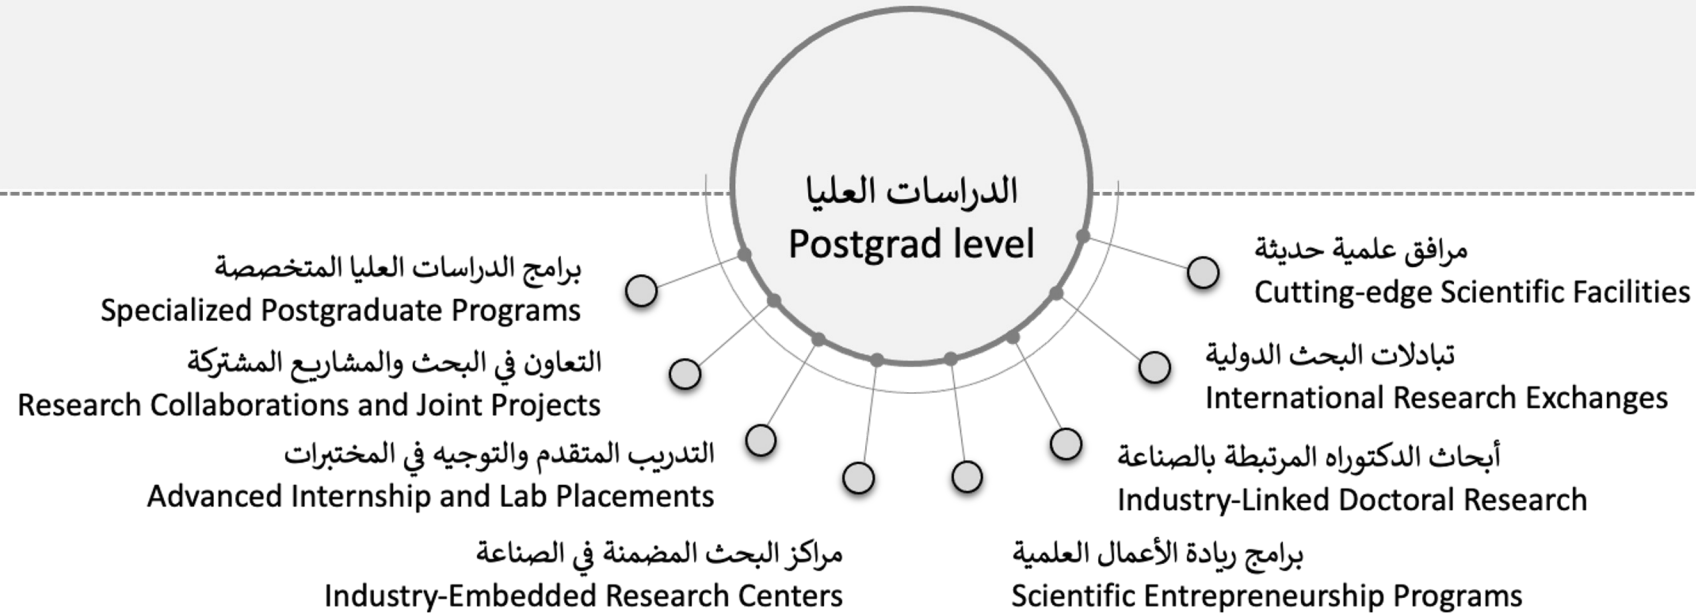 الدراسات العليا
Postgrad level
برامج الدراسات العليا المتخصصة
Specialized Postgraduate Programs
التعاون في البحث والمشاريع المشتركة
Research Collaborations and Joint Projects
التدريب المتقدم والتوجيه في المختبرات
Advanced Internship and Lab Placements
مراكز البحث المضمنة في الصناعة
Industry-Embedded Research Centers
مرافق علمية حديثة
Cutting-edge Scientific Facilities
تبادلات البحث الدولية
International Research Exchanges
أبحاث الدكتوراه المرتبطة بالصناعة
Industry-Linked Doctoral Research
برامج ريادة الأعمال العلمية
Scientific Entrepreneurship Programs